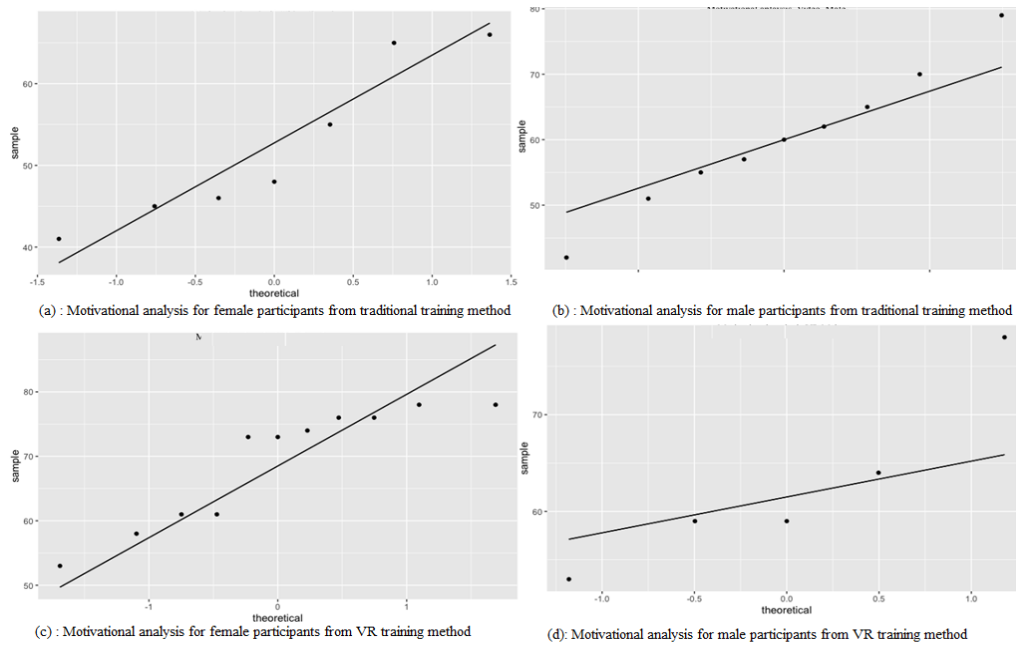 80
70
60
50
sample
60
50
40
sample
-1.5
-1.0
-0.5
0.0
0.5
1.0
1.5
theoretical
(a) : Motivational analysis for female participants from traditional training method
(b) : Motivational analysis for male participants from traditional training method
80
70
60
50
sample
-1
0
1
theoretical
(c) : Motivational analysis for female participants from VR training method
70
60
sample
-1.0
-0.5
0.0
0.5
1.0
theoretical
(d): Motivational analysis for male participants from VR training method